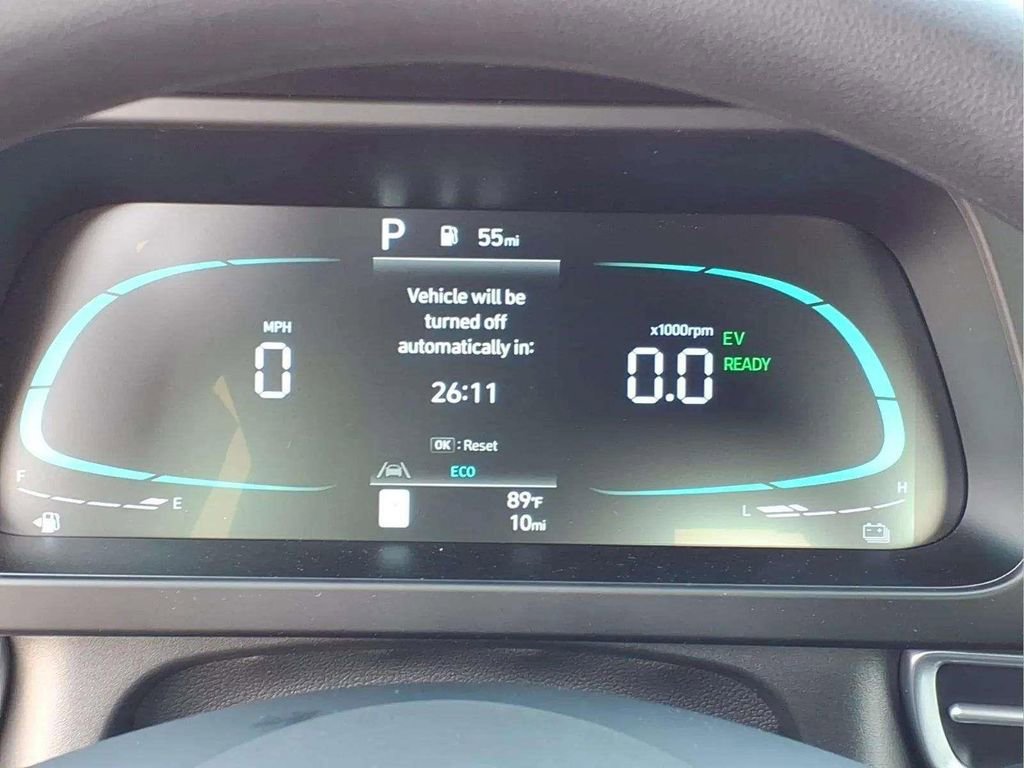 P 55mi
Vehicle will be
turned off
automatically in:
26:11
OK : Reset
ECO
MPH
0
x1000rpm
0.0
EV
READY
F
E
89°F
10mi
L
H